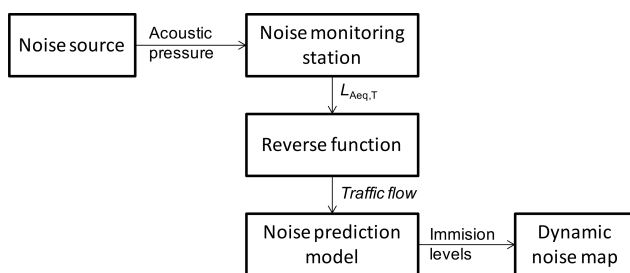 Noise source
Acoustic
pressure
Noise monitoring
station
L_Aeq,T
Reverse function
Traffic flow
Noise prediction
model
Immision
levels
Dynamic
noise map